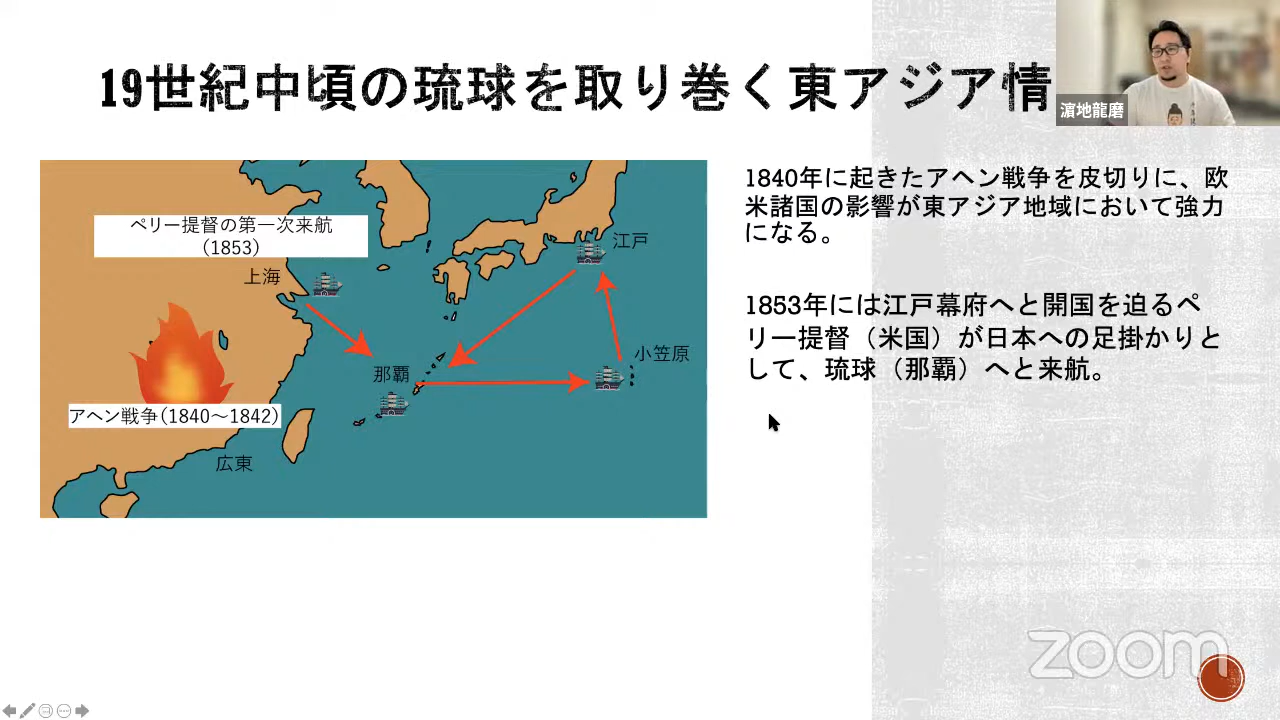 19世紀中頃の琉球を取り巻く東アジア情
濵地龍磨
ペリー提督の第一次来航
(1853)
上海
江戸
小笠原
那覇
アヘン戦争(1840～1842)
広東
1840年に起きたアヘン戦争を皮切りに、欧
米諸国の影響が東アジア地域において強力
になる。
1853年には江戸幕府へと開国を迫るペ
リー提督（米国）が日本への足掛かりと
して、琉球（那覇）へと来航。
zoom